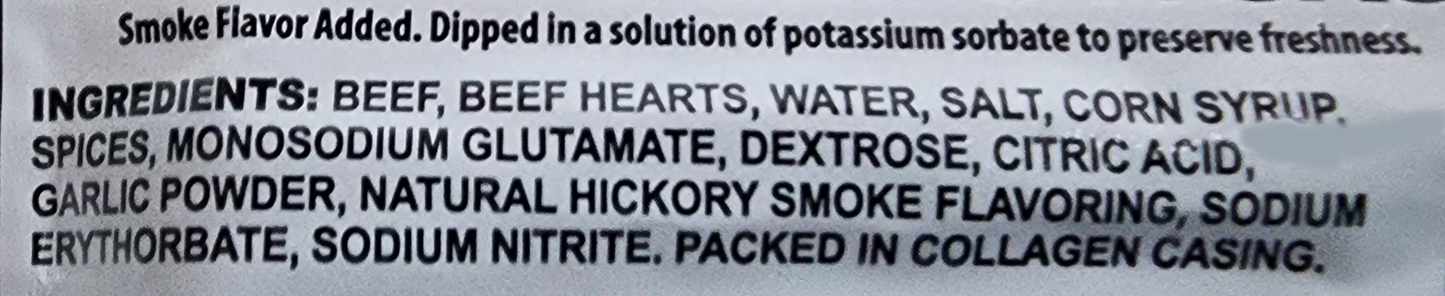 Smoke Flavor Added. Dipped in a solution of potassium sorbate to preserve freshness.
INGREDIENTS: BEEF, BEEF HEARTS, WATER, SALT, CORN SYRUP,
SPICES, MONOSODIUM GLUTAMATE, DEXTROSE, CITRIC ACID,
GARLIC POWDER, NATURAL HICKORY SMOKE FLAVORING, SODIUM
ERYTHORBATE, SODIUM NITRITE. PACKED IN COLLAGEN CASING.